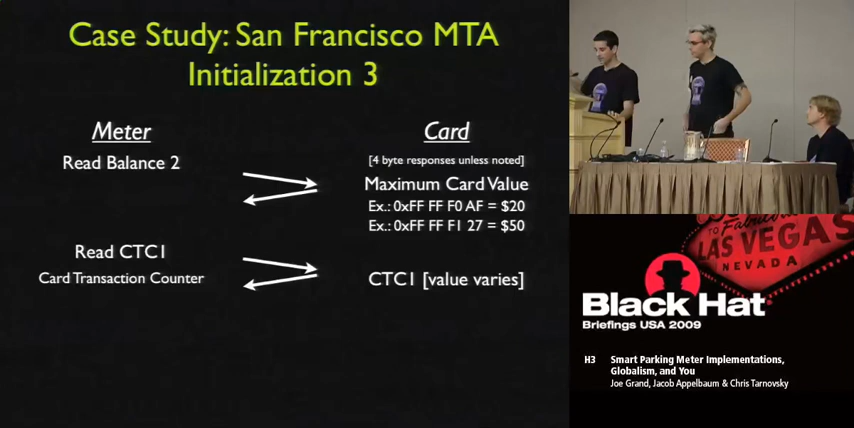 Case Study: San Francisco MTA
Initialization 3
Meter
Card
Read Balance 2
[4 byte responses unless noted]
Maximum Card Value
Ex.: 0xFF FF F0 AF = $20
Ex.: 0xFF FF F1 27 = $50
Read CTC1
Card Transaction Counter
CTC1 [value varies]
TO Fabulous
LAS VEGAS
NEVADA
Black Hat
Briefings USA 2009
H3 Smart Parking Meter Implementations,
Globalism, and You
Joe Grand, Jacob Appelbaum & Chris Tarnovsky